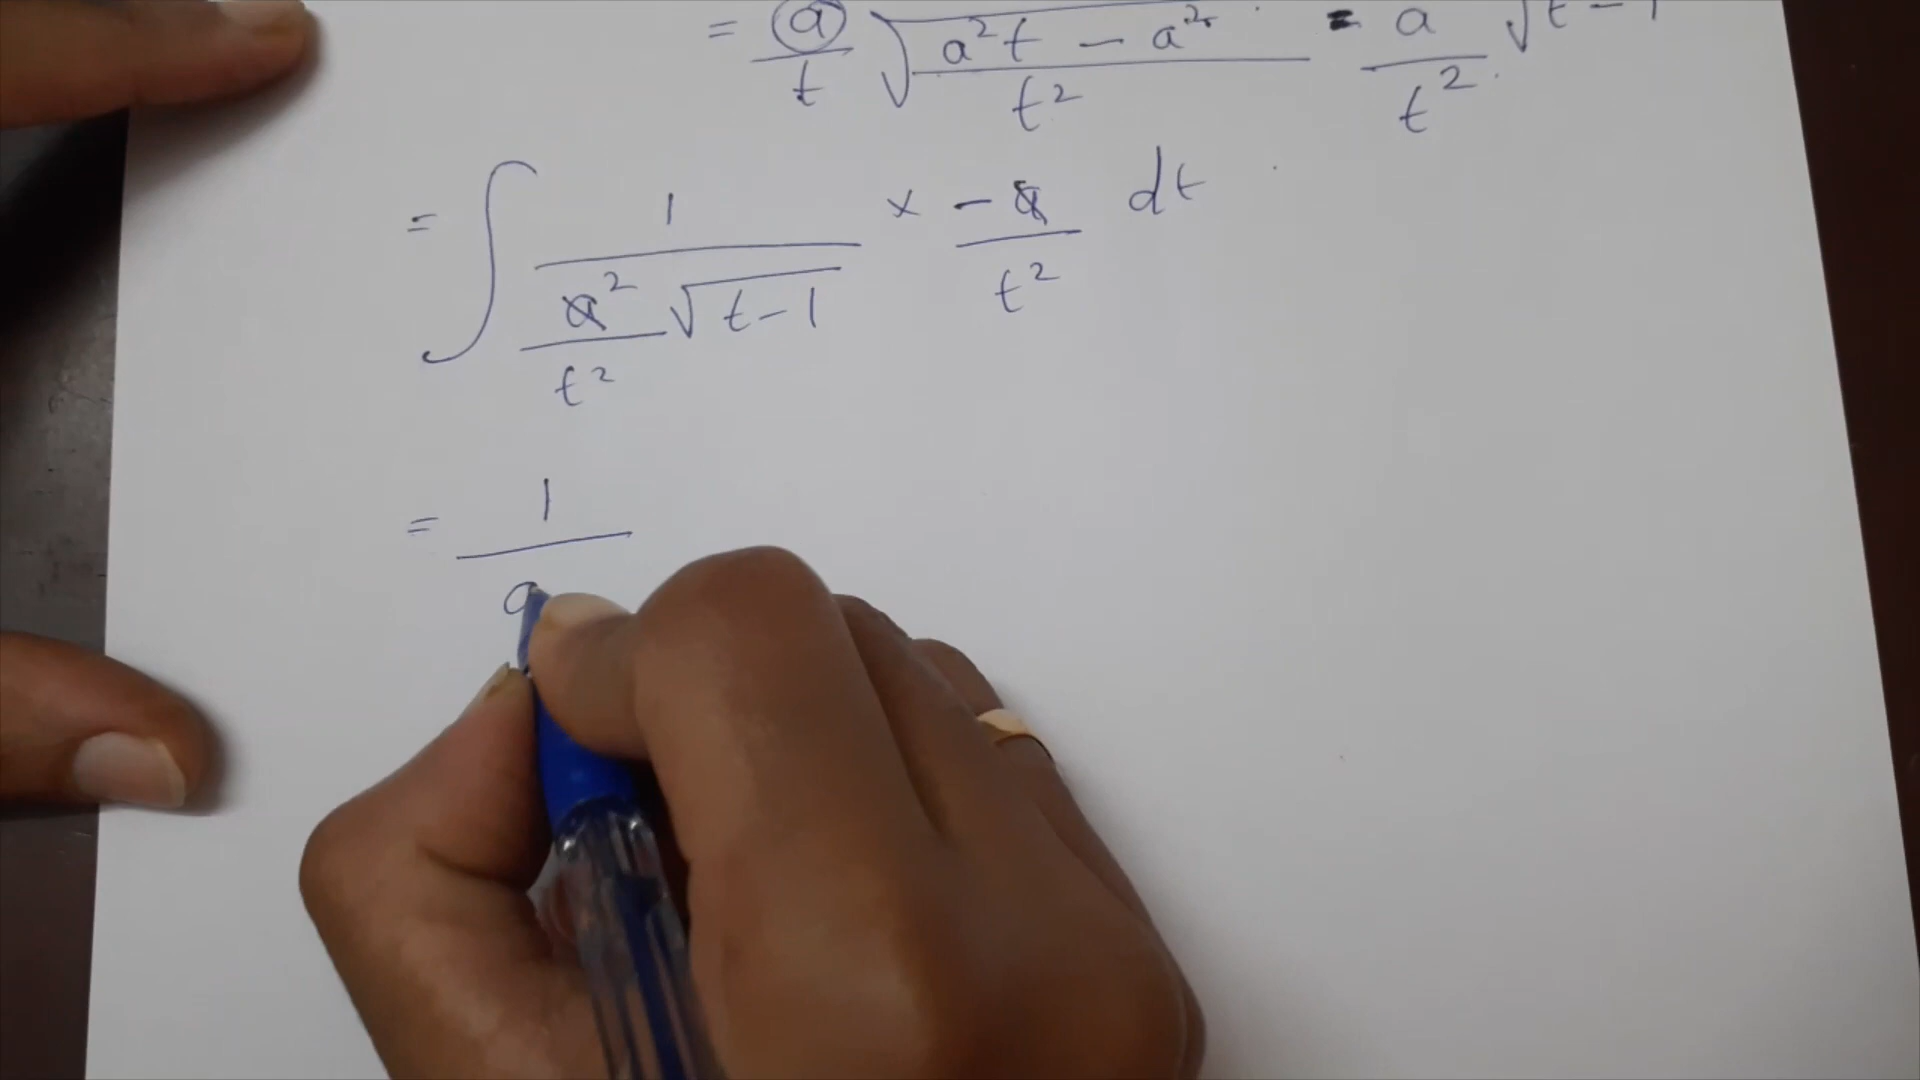 = a/t √(a²t - a²)/t² = a/t² √t-1
= ∫ 1/(a²/t² √(t-1)) × -a/t² dt
= 1/a